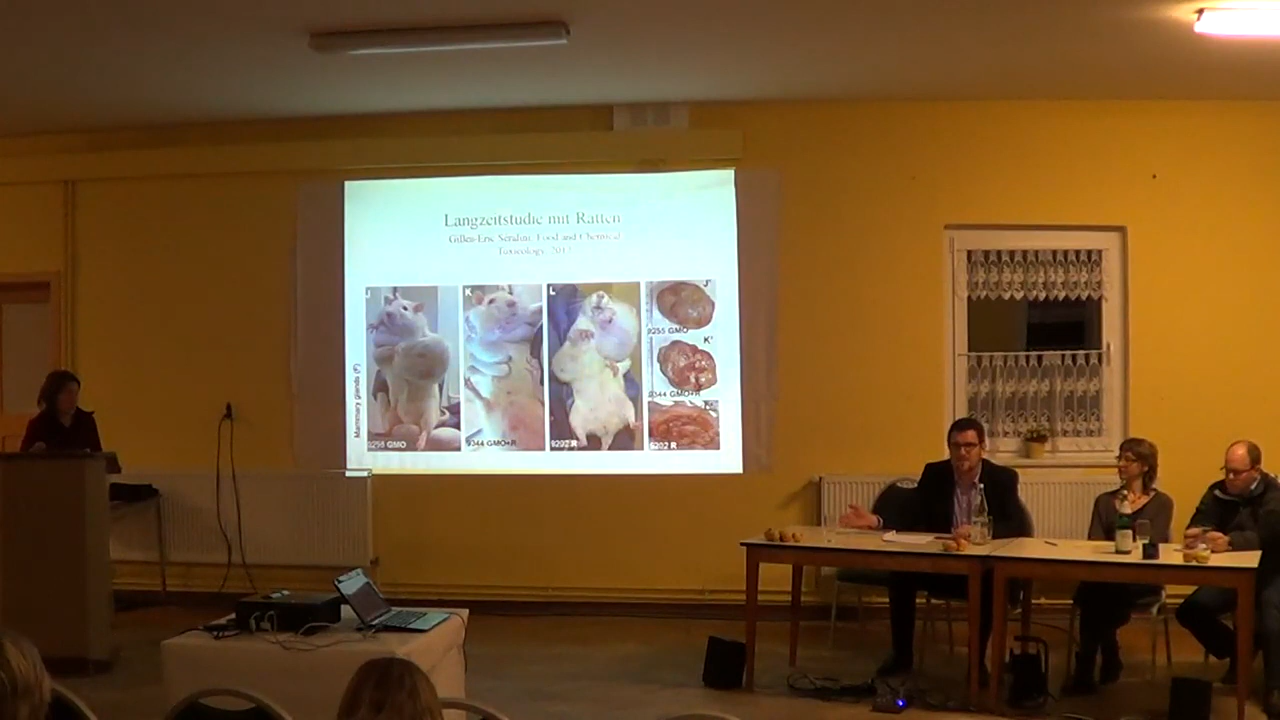 Langzeitstudie mit Ratten
Gilles-Eric Seralini, Food and Chemical
Toxicology, 2012
J
K
L
J'
K'
Mammary glands (F)
9255 GMO
9344 GMO+R
9202 R
9255 GMO
9344 GMO+R
9202 R